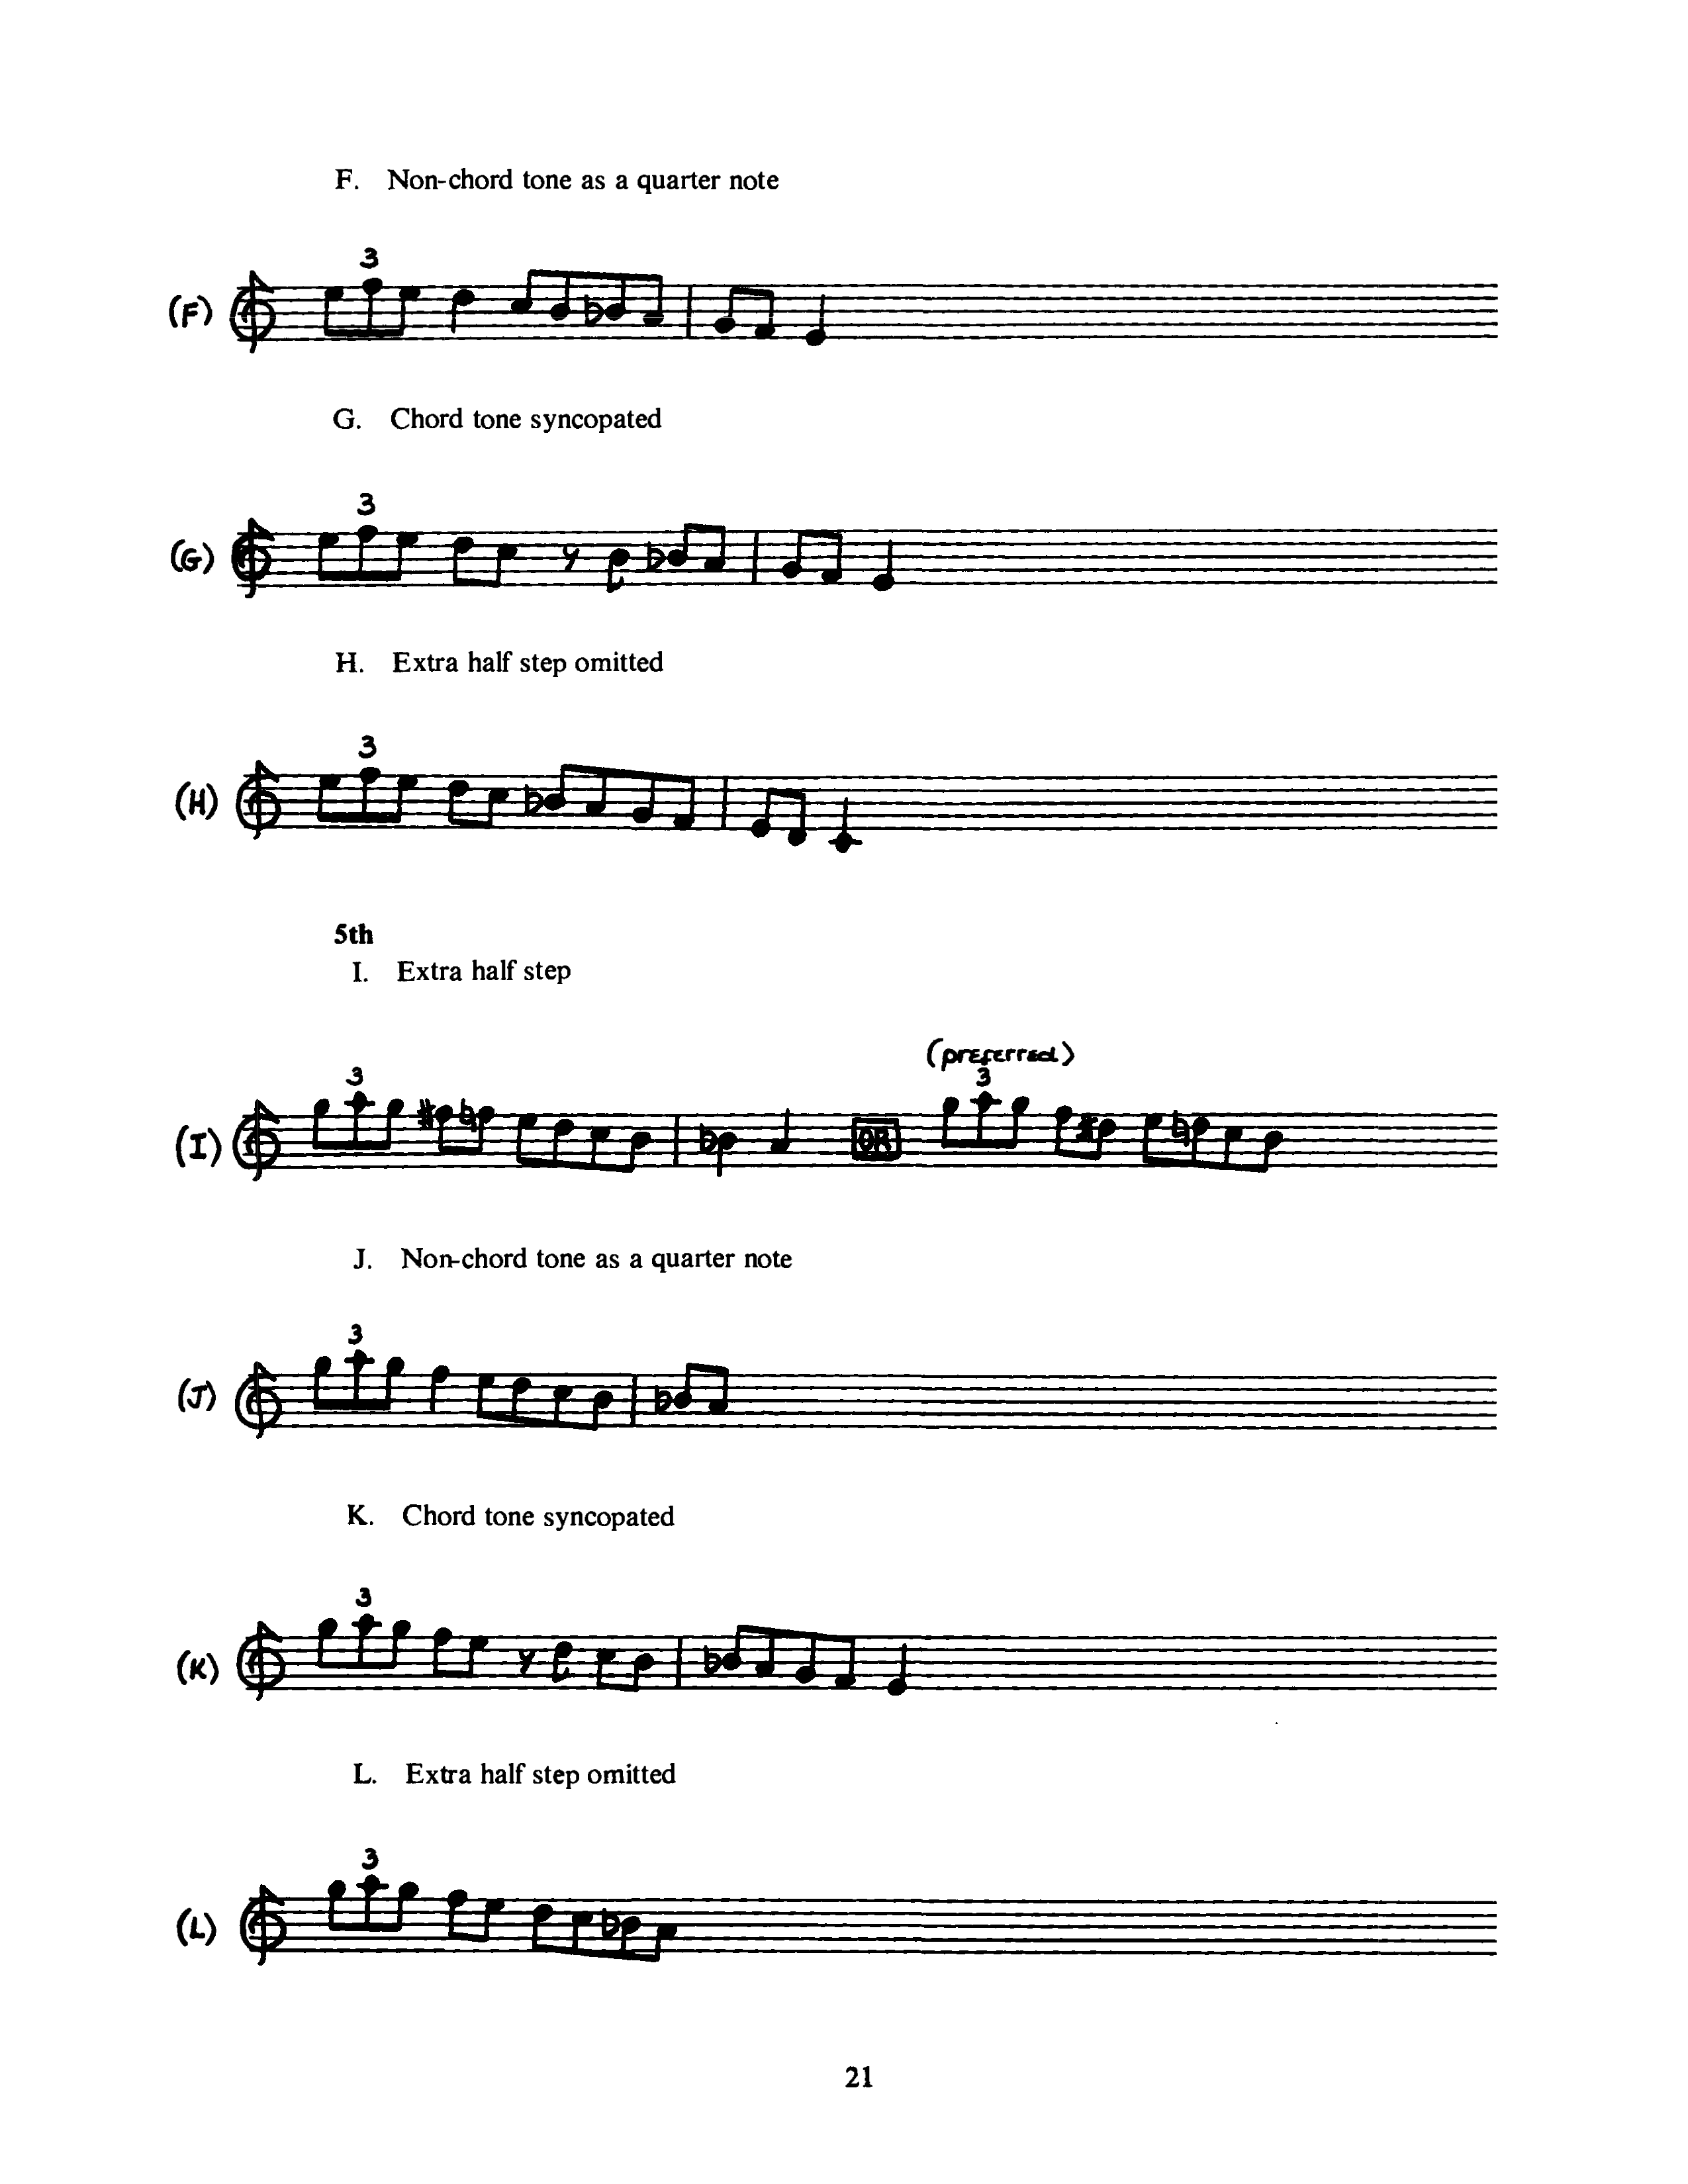 F. Non-chord tone as a quarter note
3
(F)
G. Chord tone syncopated
3
(G)
H. Extra half step omitted
3
(H)
5th
I. Extra half step
(preferred)
3 3
(I) OR
J. Non-chord tone as a quarter note
3
(J)
K. Chord tone syncopated
3
(K)
L. Extra half step omitted
3
(L)
21